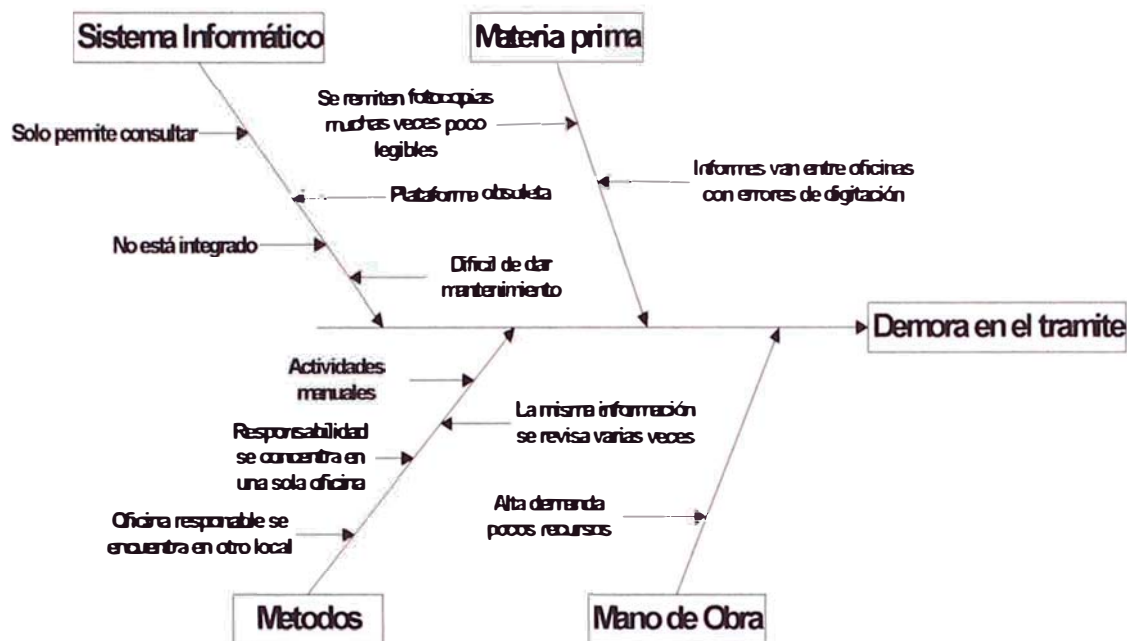 Sistema Informático
Materia prima
Solo permite consultar
Plataforma obsoleta
No está integrado
Difícil de dar
mantenimiento
Se remiten fotocopias
muchas veces poco
legibles
Informes van entre oficinas
con errores de digitación
Demora en el tramite
Actividades
manuales
La misma información
se revisa varias veces
Responsabilidad
se concentra en
una sola oficina
Oficina responable se
encuentra en otro local
Alta demanda
pocos recursos
Metodos
Mano de Obra